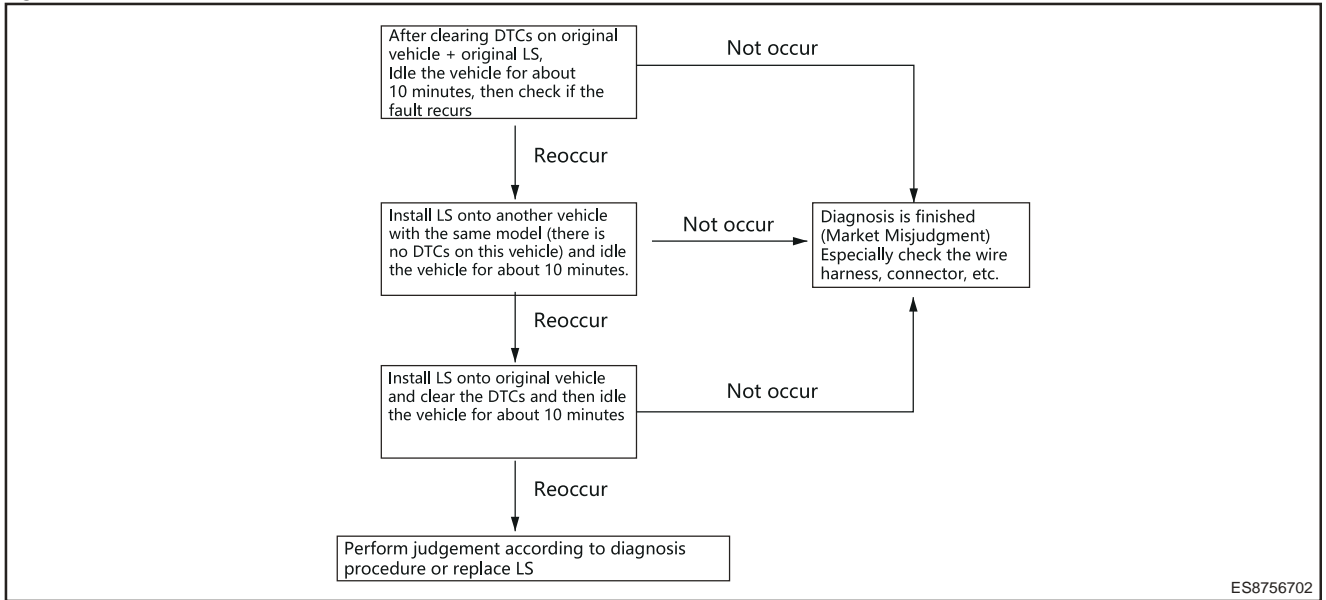 After clearing DTCs on original
vehicle + original LS,
Idle the vehicle for about
10 minutes, then check if the
fault recurs
Not occur
Reoccur
Install LS onto another vehicle
with the same model (there is
no DTCs on this vehicle) and idle
the vehicle for about 10 minutes.
Not occur
Diagnosis is finished
(Market Misjudgment)
Especially check the wire
harness, connector, etc.
Reoccur
Install LS onto original vehicle
and clear the DTCs and then idle
the vehicle for about 10 minutes
Not occur
Reoccur
Perform judgement according to diagnosis
procedure or replace LS
ES8756702